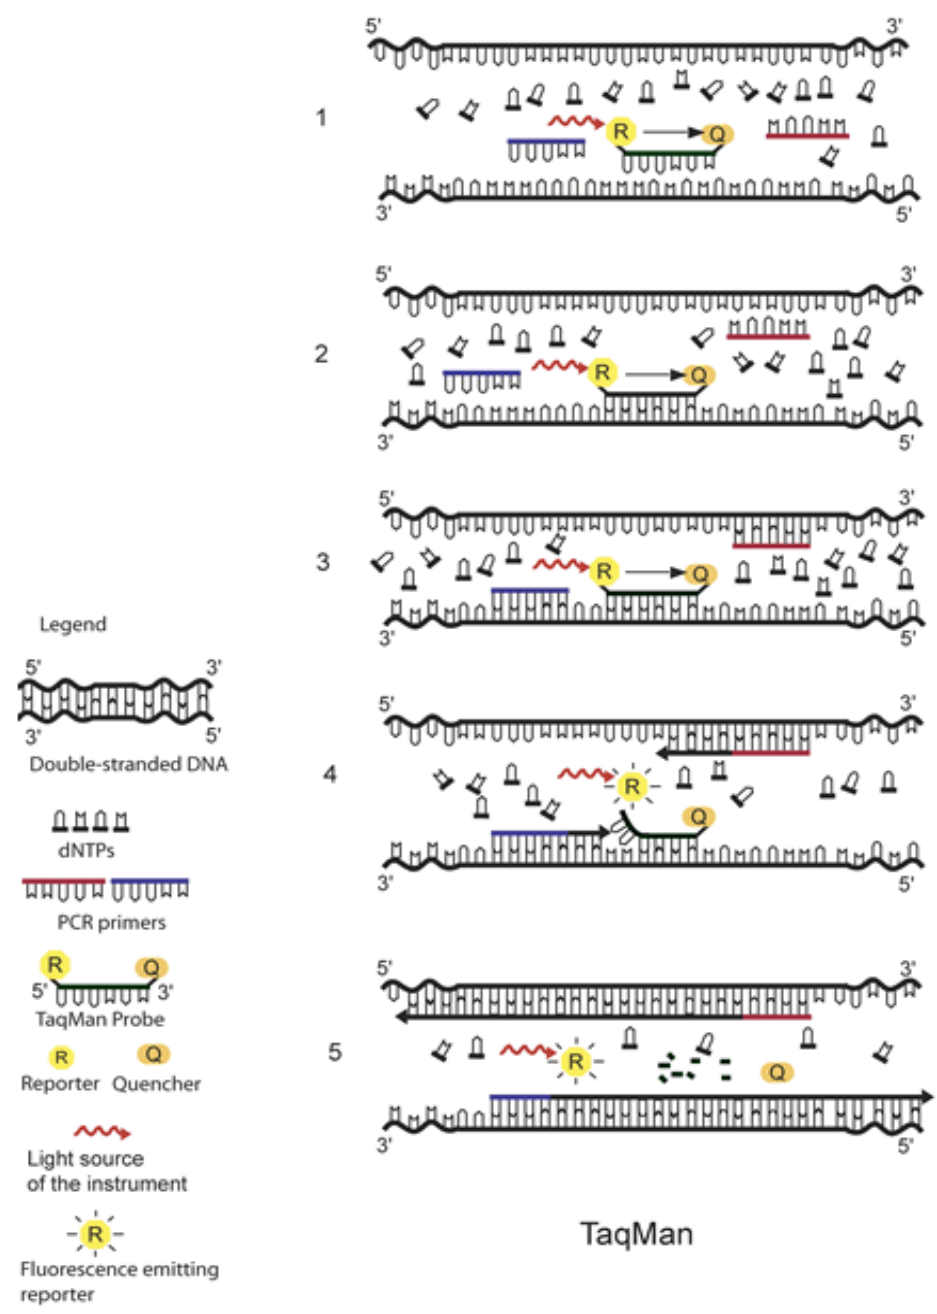 5' 3'
1
R Q
3' 5'
5' 3'
2
R Q
3' 5'
5' 3'
3
R Q
3' 5'
5' 3'
4
R
Q
3' 5'
5' 3'
5
R Q
3' 5'
TaqMan
Legend
5' 3'
3' 5'
Double-stranded DNA
dNTPs
PCR primers
R Q
5' 3'
TaqMan Probe
R Q
Reporter Quencher
Light source
of the instrument
R
Fluorescence emitting
reporter